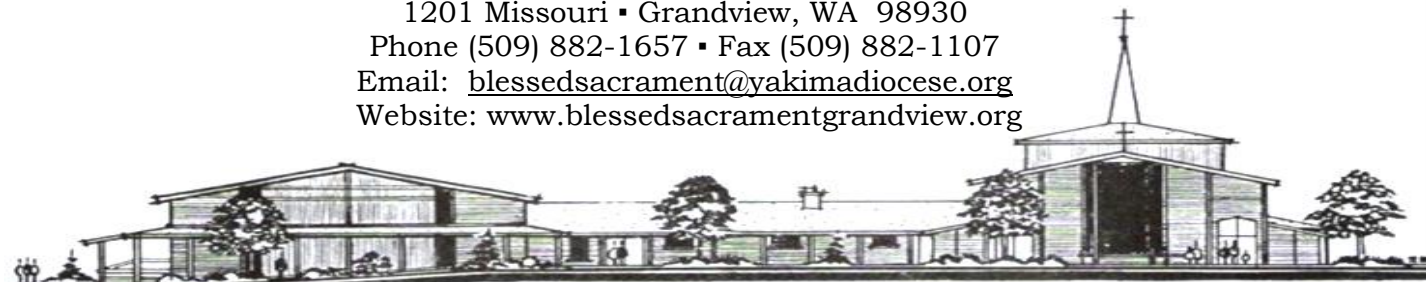 1201 Missouri ▪ Grandview, WA  98930
Phone (509) 882-1657 ▪ Fax (509) 882-1107
Email:  blessedsacrament@yakimadiocese.org
Website: www.blessedsacramentgrandview.org